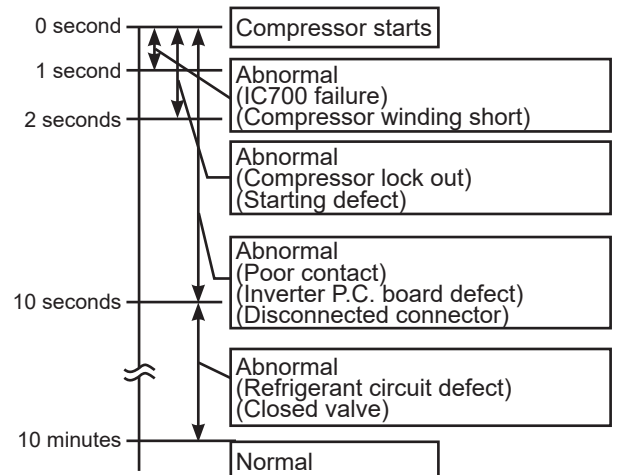 0 second
Compressor starts
1 second
Abnormal
(IC700 failure)
(Compressor winding short)
2 seconds
Abnormal
(Compressor lock out)
(Starting defect)
Abnormal
(Poor contact)
(Inverter P.C. board defect)
(Disconnected connector)
10 seconds
Abnormal
(Refrigerant circuit defect)
(Closed valve)
10 minutes
Normal